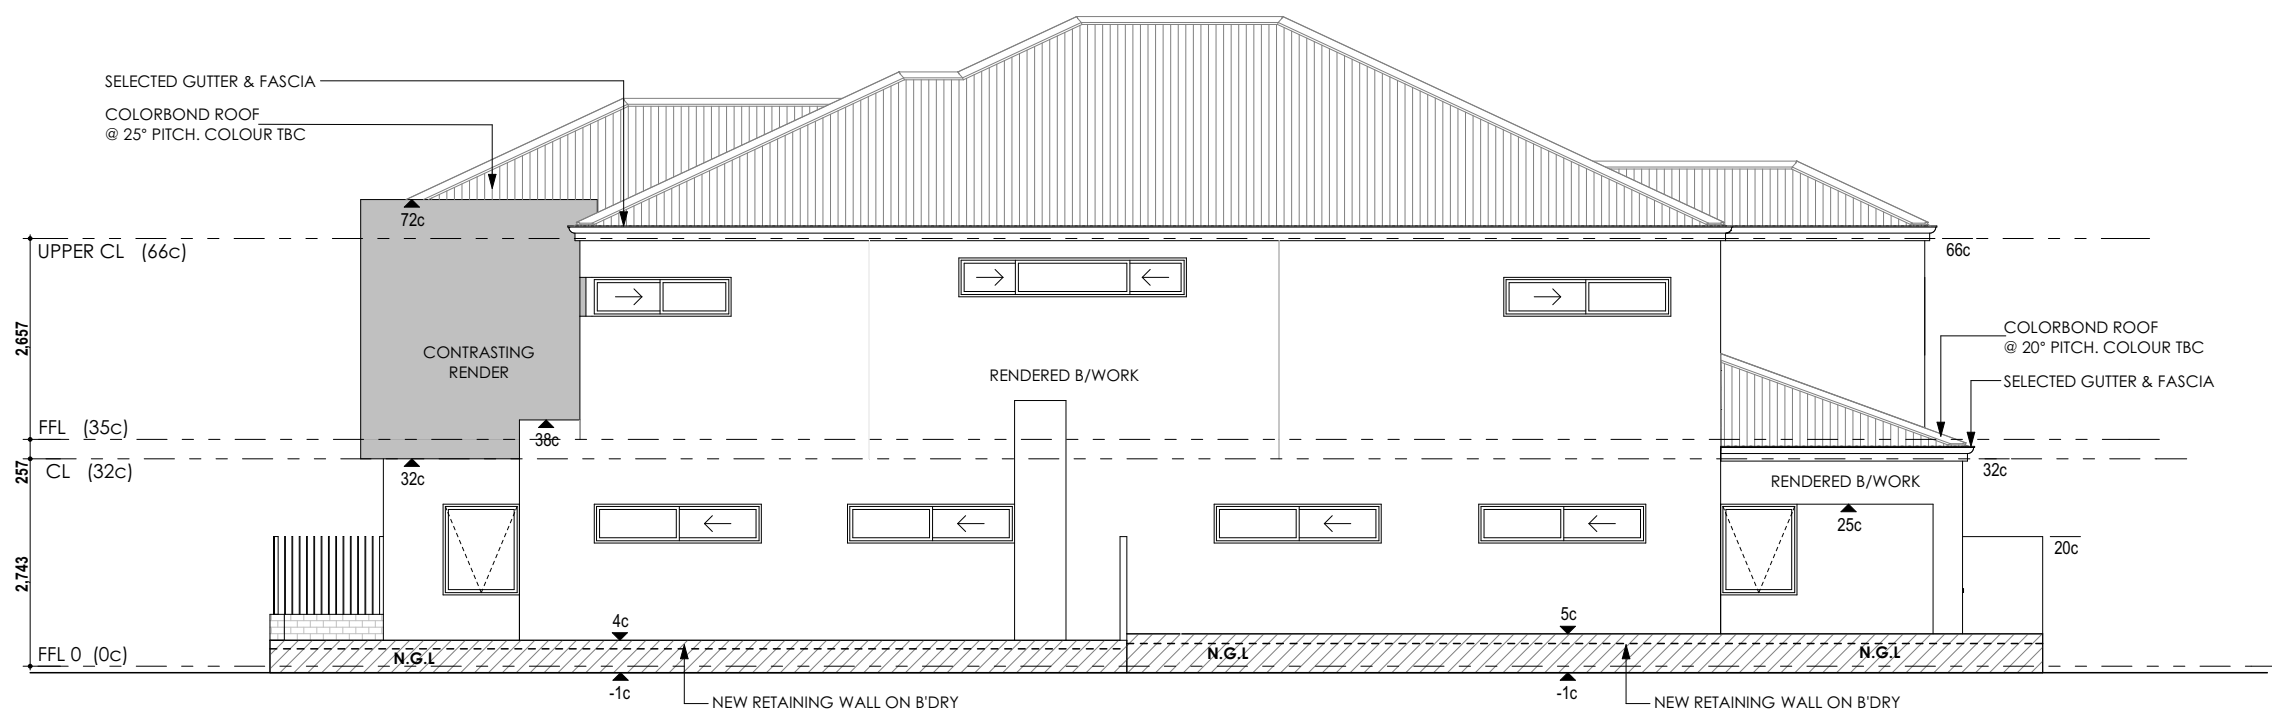 SELECTED GUTTER & FASCIA
COLORBOND ROOF
@ 25° PITCH. COLOUR TBC
72c
UPPER CL (66c)
66c
2,657
CONTRASTING
RENDER
RENDERED B/WORK
COLORBOND ROOF
@ 20° PITCH. COLOUR TBC
SELECTED GUTTER & FASCIA
FFL (35c)
38c
257
CL (32c)
32c
32c
RENDERED B/WORK
25c
20c
2,743
4c
5c
FFL 0 (0c)
N.G.L
N.G.L
N.G.L
-1c
-1c
NEW RETAINING WALL ON B'DRY
NEW RETAINING WALL ON B'DRY